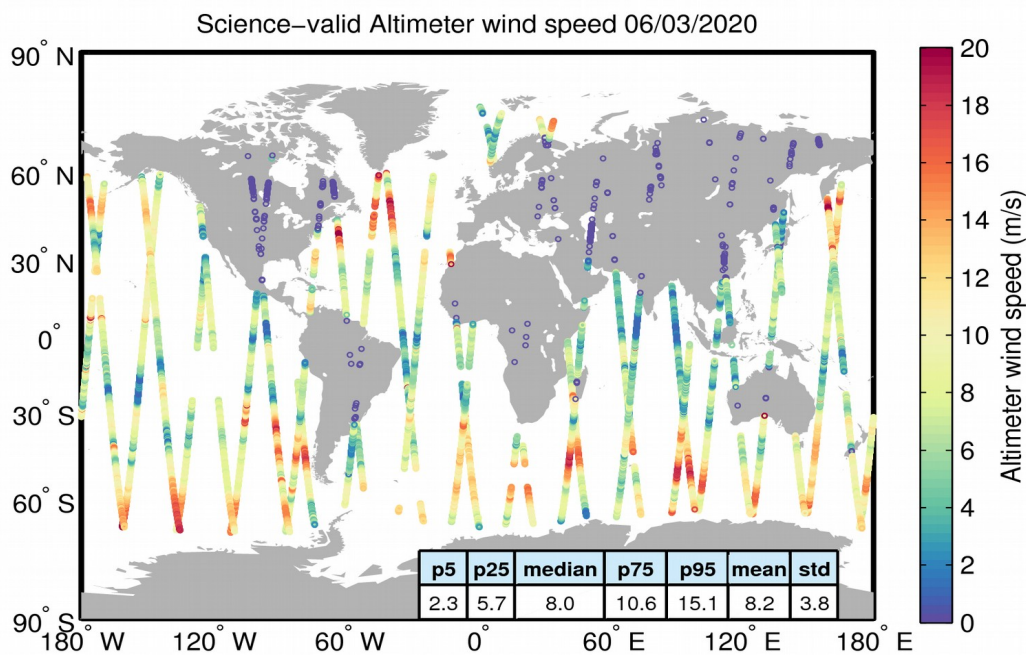 Science−valid Altimeter wind speed 06/03/2020
90° N
60° N
30° N
0°
30° S
60° S
90° S
180° W
120° W
60° W
0°
60° E
120° E
180° E
p5 p25 median p75 p95 mean std
2.3 5.7 8.0 10.6 15.1 8.2 3.8
20
18
16
14
12
10
8
6
4
2
0
Altimeter wind speed (m/s)